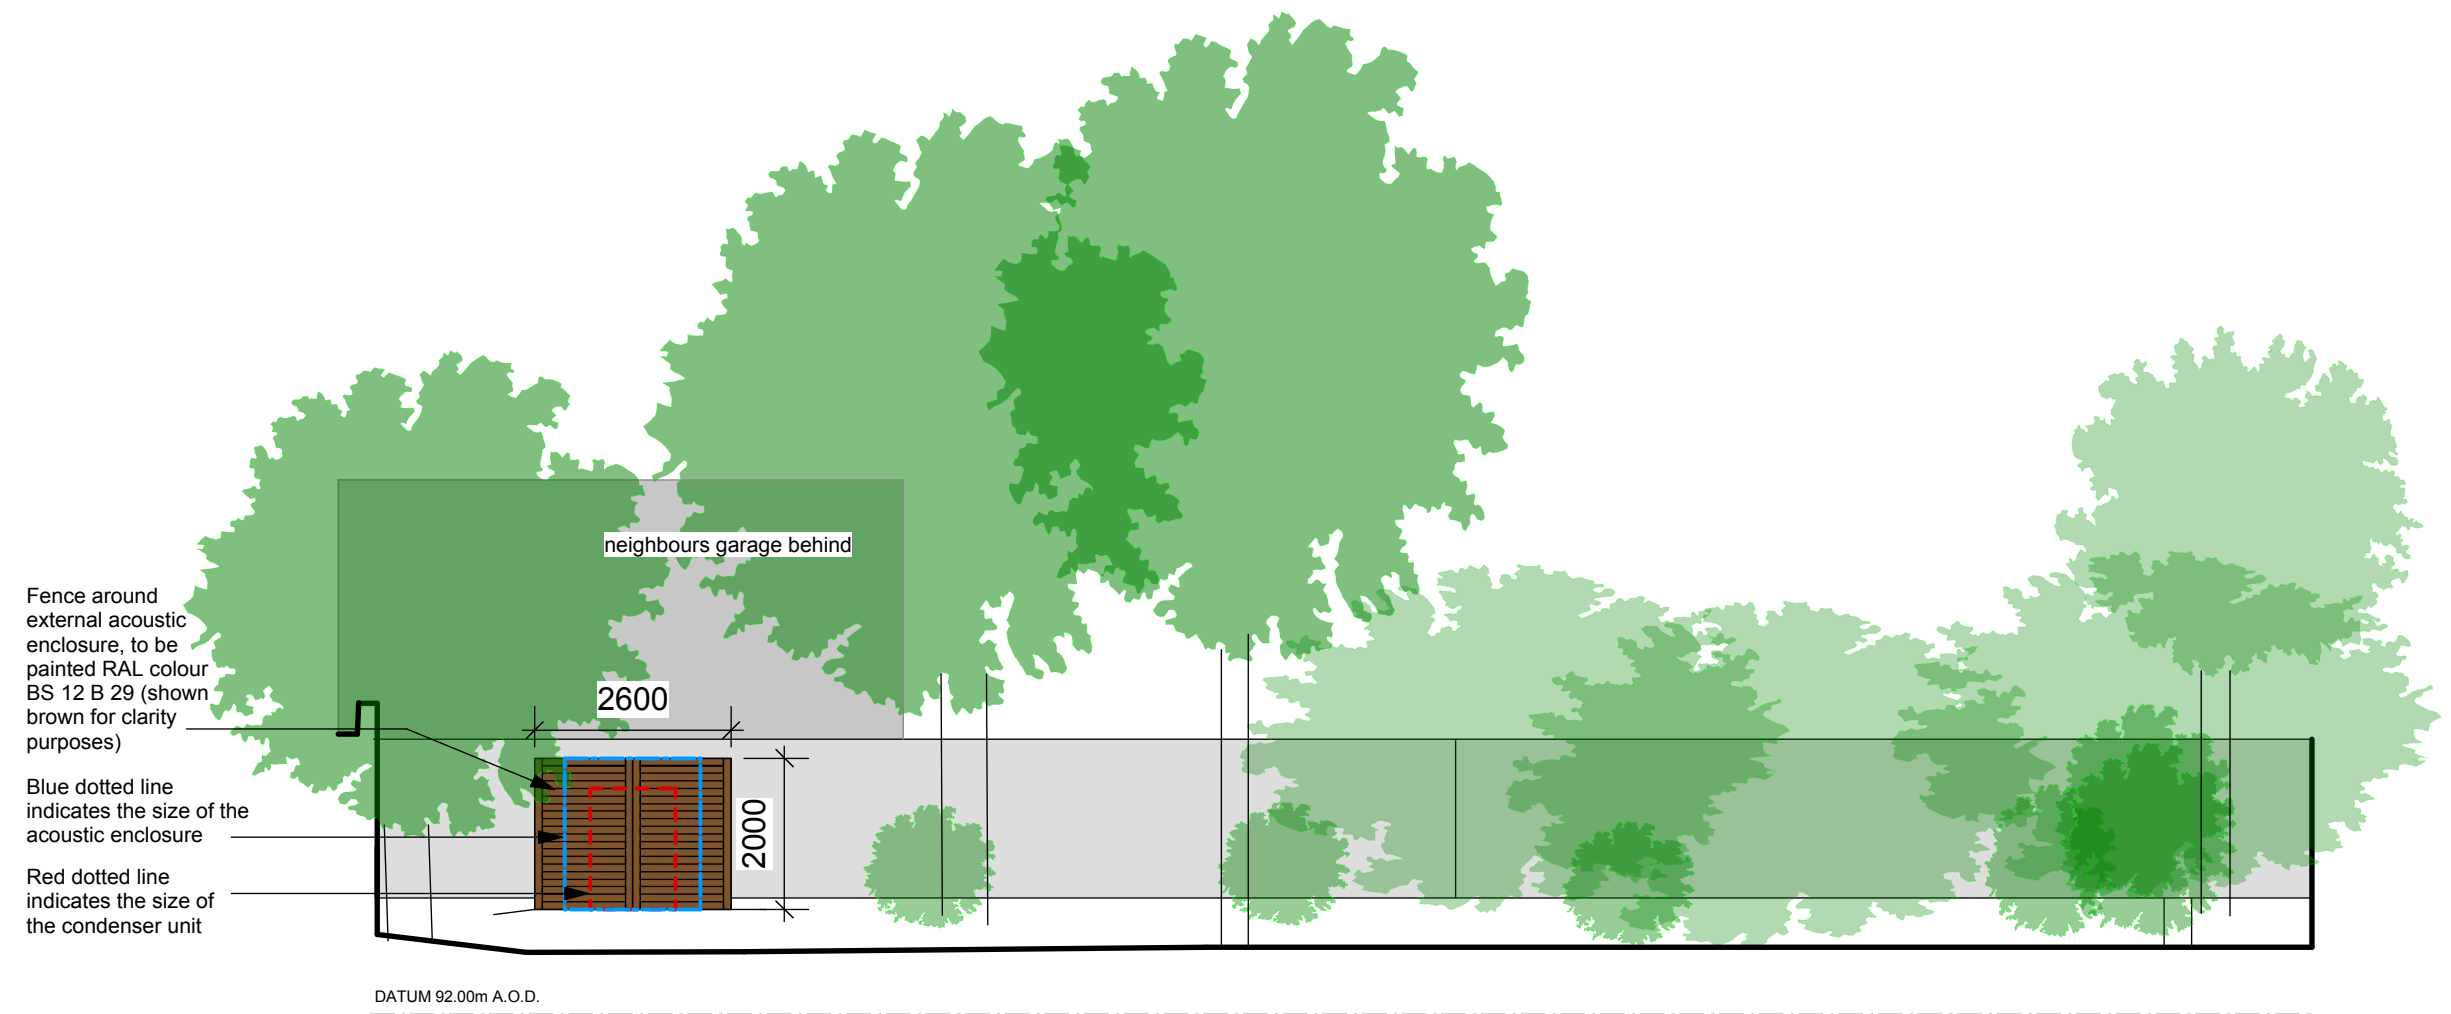 neighbours garage behind
Fence around
external acoustic
enclosure, to be
painted RAL colour
BS 12 B 29 (shown
brown for clarity
purposes)
2600
Blue dotted line
indicates the size of the
acoustic enclosure
2000
Red dotted line
indicates the size of
the condenser unit
DATUM 92.00m A.O.D.